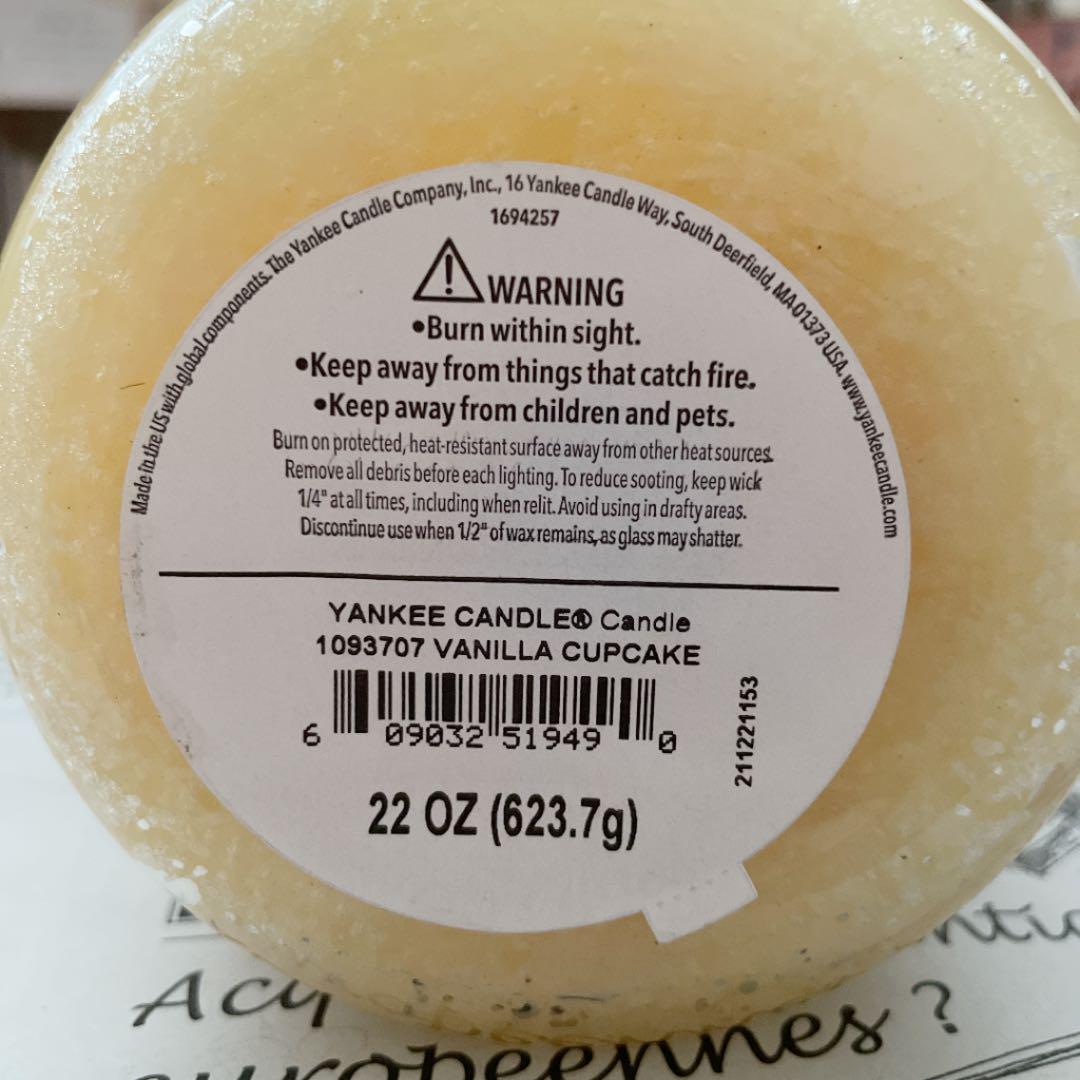 Made in the US with global components. The Yankee Candle Company, Inc., 16 Yankee Candle Way, South Deerfield, MA 01373 USA. www.yankeecandle.com
1694257
WARNING
•Burn within sight.
•Keep away from things that catch fire.
•Keep away from children and pets.
Burn on protected, heat-resistant surface away from other heat sources.
Remove all debris before each lighting. To reduce sooting, keep wick
1/4" at all times, including when relit. Avoid using in drafty areas.
Discontinue use when 1/2" of wax remains, as glass may shatter.
YANKEE CANDLE® Candle
1093707 VANILLA CUPCAKE
6 09032 51949 0
211221153
22 OZ (623.7g)
?